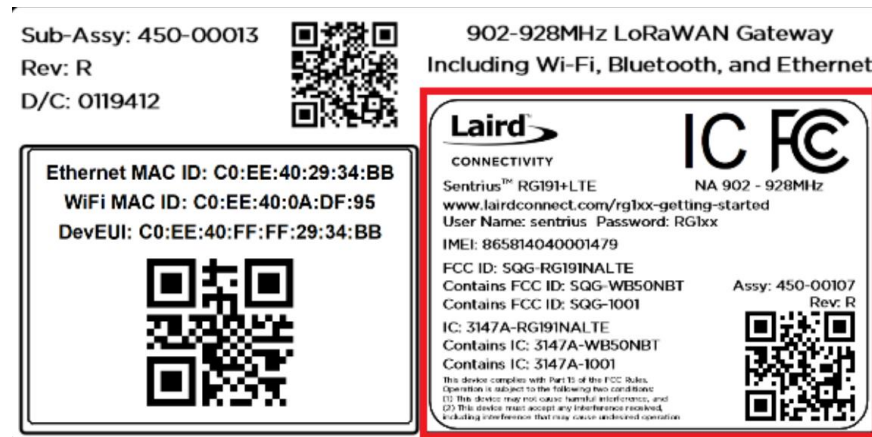 Sub-Assy: 450-00013
Rev: R
D/C: 0119412
902-928MHz LoRaWAN Gateway
Including Wi-Fi, Bluetooth, and Ethernet
Ethernet MAC ID: C0:EE:40:29:34:BB
WiFi MAC ID: C0:EE:40:0A:DF:95
DevEUI: C0:EE:40:FF:FF:29:34:BB
Laird
CONNECTIVITY
IC FC
Sentrius™ RG191+LTE
NA 902 - 928MHz
www.lairdconnect.com/rg1xx-getting-started
User Name: sentrius Password: RG1xx
IMEI: 865814040001479
FCC ID: SQG-RG191NALTE
Contains FCC ID: SQG-WB50NBT
Contains FCC ID: SQG-1001
Assy: 450-00107
Rev: R
IC: 3147A-RG191NALTE
Contains IC: 3147A-WB50NBT
Contains IC: 3147A-1001
This device complies with Part 15 of the FCC Rules.
Operation is subject to the following two conditions:
(1) This device may not cause harmful interference, and
(2) This device must accept any interference received,
including interference that may cause undesired operation